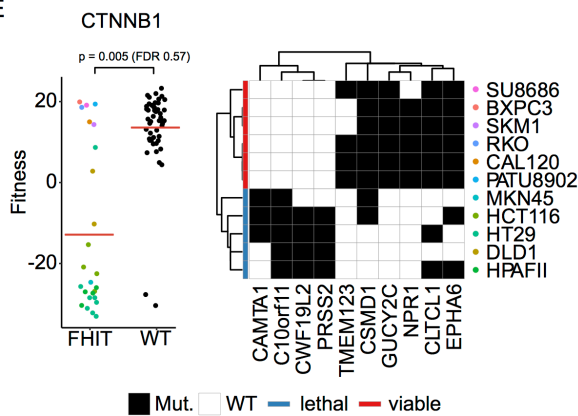 E
CTNNB1
p = 0.005 (FDR 0.57)
Fitness
20
0
-20
FHIT
WT
SU8686
BXPC3
SKM1
RKO
CAL120
PATU8902
MKN45
HCT116
HT29
DLD1
HPAFII
CAMTA1
C10orf11
CWF19L2
PRSS2
TMEM123
CSMD1
GUCY2C
NPR1
CLTCL1
EPHA6
Mut. WT lethal viable